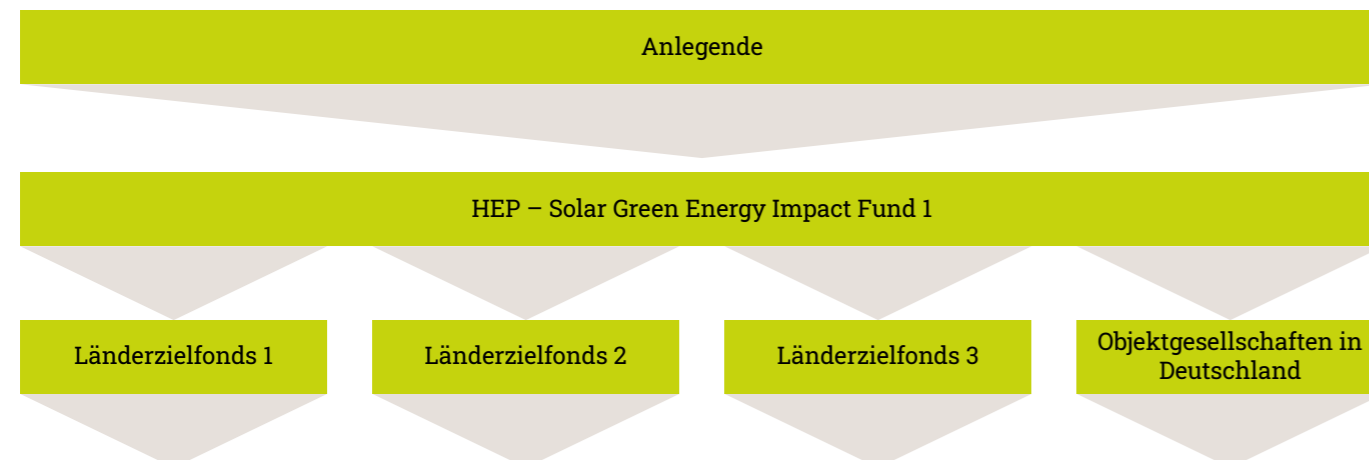 Anlegende
HEP – Solar Green Energy Impact Fund 1
Länderzielfonds 1
Länderzielfonds 2
Länderzielfonds 3
Objektgesellschaften in
Deutschland